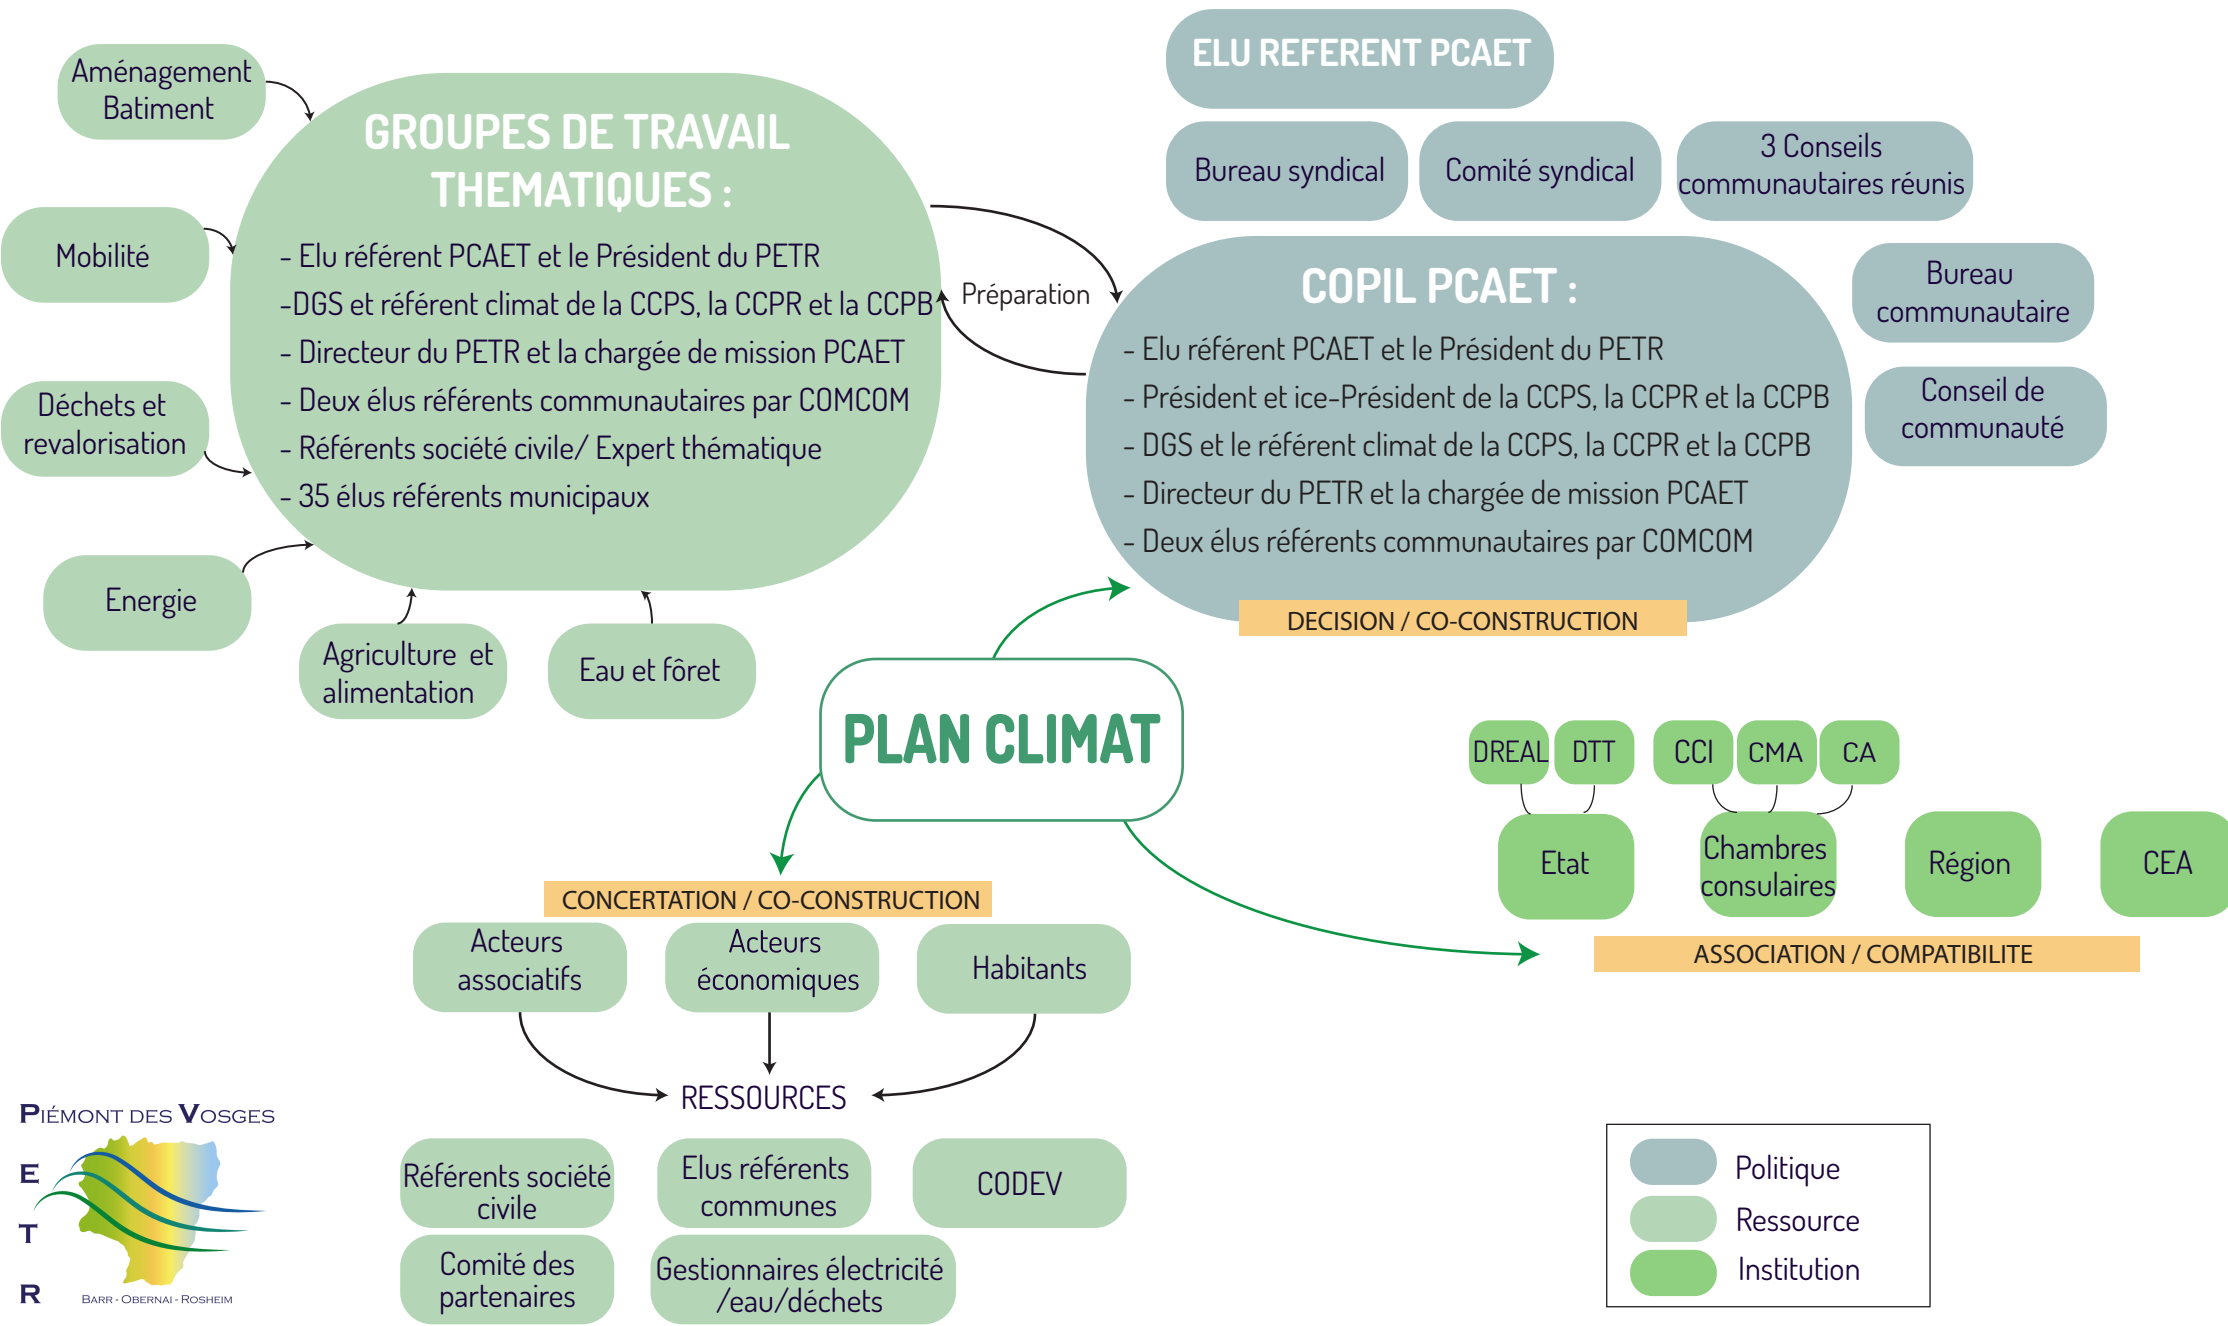 Aménagement
Batiment
Mobilité
Déchets et
revalorisation
Energie
Agriculture et
alimentation
Eau et fôret
GROUPES DE TRAVAIL
THEMATIQUES :
- Elu référent PCAET et le Président du PETR
-DGS et référent climat de la CCPS, la CCPR et la CCPB
- Directeur du PETR et la chargée de mission PCAET
- Deux élus référents communautaires par COMCOM
- Référents société civile/ Expert thématique
- 35 élus référents municipaux
Préparation
ELU REFERENT PCAET
Bureau syndical
Comité syndical
3 Conseils
communautaires réunis
Bureau
communautaire
Conseil de
communauté
COPIL PCAET :
- Elu référent PCAET et le Président du PETR
- Président et ice-Président de la CCPS, la CCPR et la CCPB
- DGS et le référent climat de la CCPS, la CCPR et la CCPB
- Directeur du PETR et la chargée de mission PCAET
- Deux élus référents communautaires par COMCOM
DECISION / CO-CONSTRUCTION
PLAN CLIMAT
DREAL
DTT
CCI
CMA
CA
Etat
Chambres
consulaires
Région
CEA
ASSOCIATION / COMPATIBILITE
CONCERTATION / CO-CONSTRUCTION
Acteurs
associatifs
Acteurs
économiques
Habitants
RESSOURCES
Référents société
civile
Elus référents
communes
CODEV
Comité des
partenaires
Gestionnaires électricité
/eau/déchets
PIÉMONT DES VOSGES
E
T
R
BARR - OBERNAI - ROSHEIM
Politique
Ressource
Institution